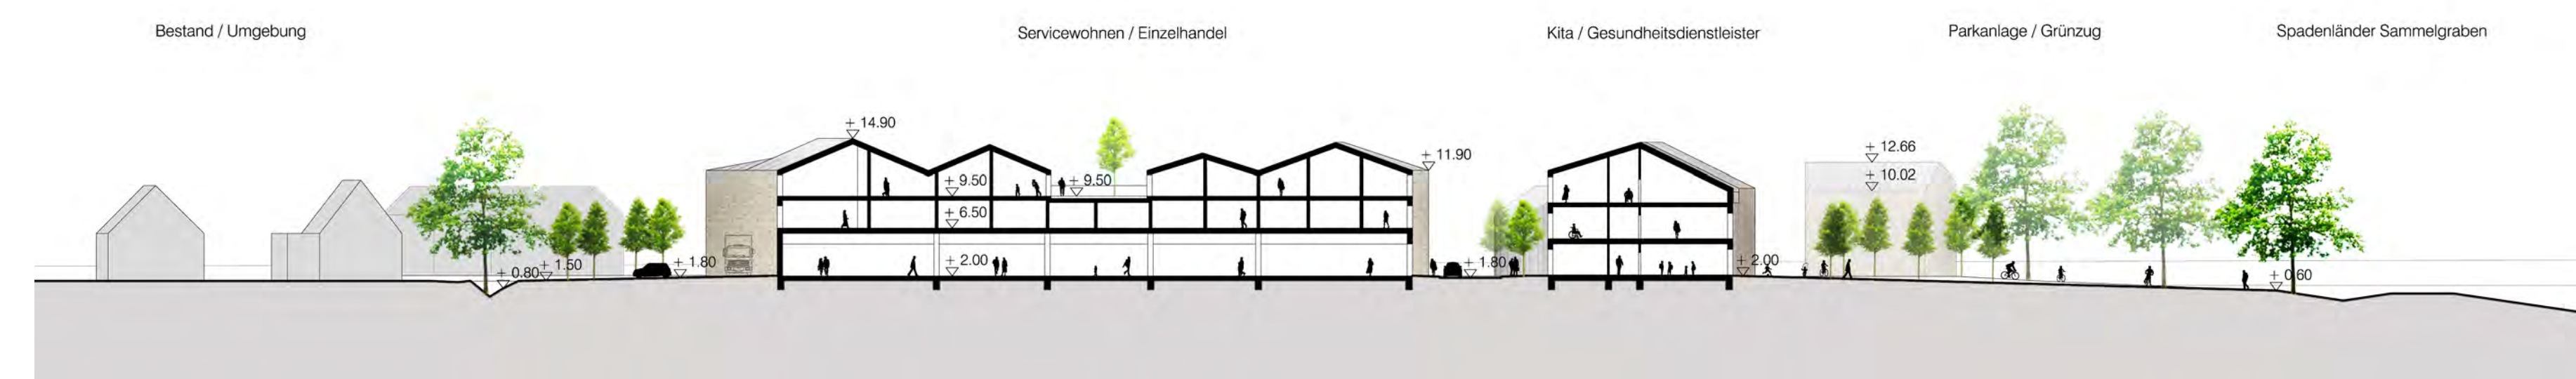 Bestand / Umgebung
Servicewohnen / Einzelhandel
Kita / Gesundheitsdienstleister
Parkanlage / Grünzug
Spadenländer Sammelgraben
+ 14.90
+ 12.66
+ 11.90
+ 10.02
+ 9.50
+ 9.50
+ 6.50
+ 0.80
+ 1.50
+ 1.80
+ 2.00
+ 1.80
+ 2.00
+ 0.60